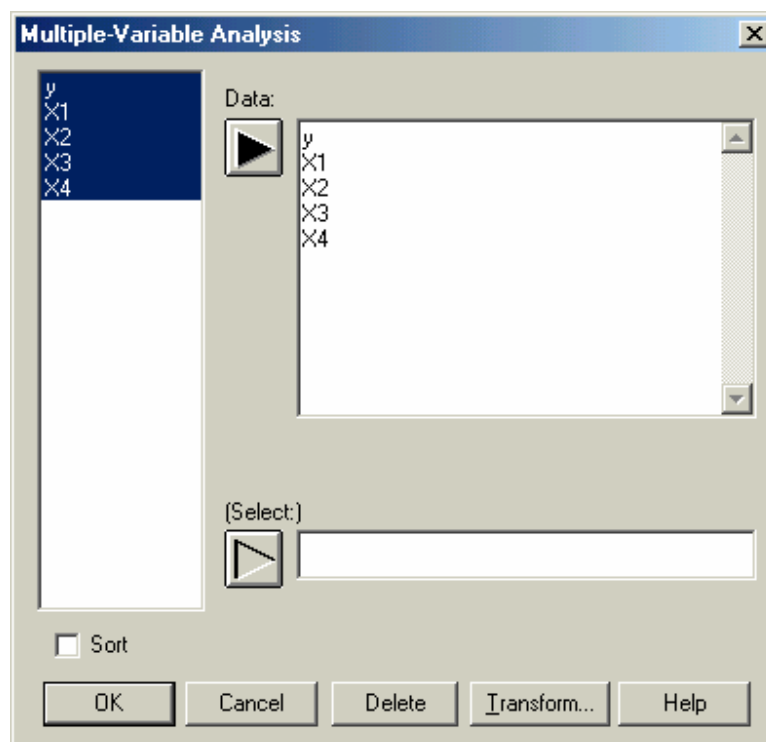 Multiple-Variable Analysis
y
X1
X2
X3
X4
Data:
y
X1
X2
X3
X4
(Select:)
Sort
OK
Cancel
Delete
Transform...
Help